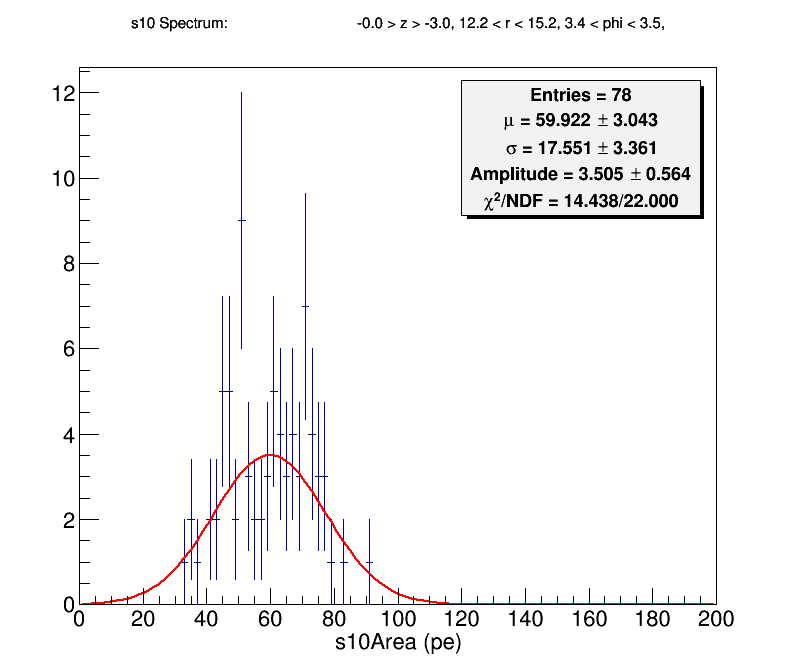 s10 Spectrum: -0.0 > z > -3.0, 12.2 < r < 15.2, 3.4 < phi < 3.5,
Entries = 78
μ = 59.922 ± 3.043
σ = 17.551 ± 3.361
Amplitude = 3.505 ± 0.564
χ²/NDF = 14.438/22.000
12
10
8
6
4
2
0
0 20 40 60 80 100 120 140 160 180 200
s10Area (pe)